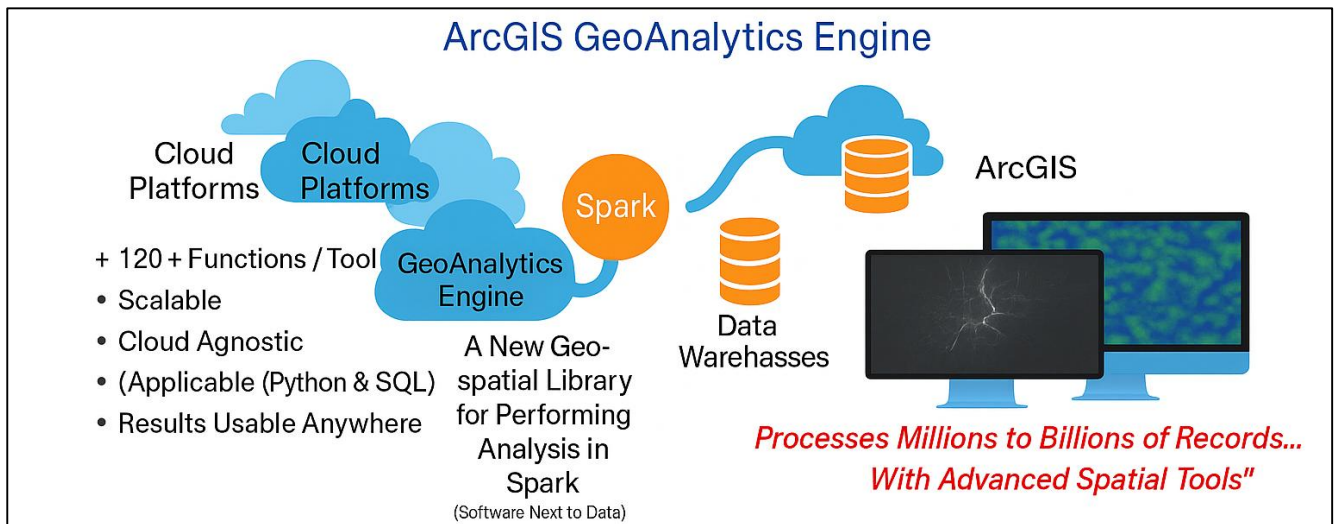 ArcGIS GeoAnalytics Engine
Cloud
Platforms
Cloud
Platforms
+ 120 + Functions / Tool
• Scalable
• Cloud Agnostic
• (Applicable (Python & SQL)
• Results Usable Anywhere
GeoAnalytics
Engine
A New Geo-
spatial Library
for Performing
Analysis in
Spark
(Software Next to Data)
Spark
Data
Warehasses
ArcGIS
Processes Millions to Billions of Records...
With Advanced Spatial Tools"